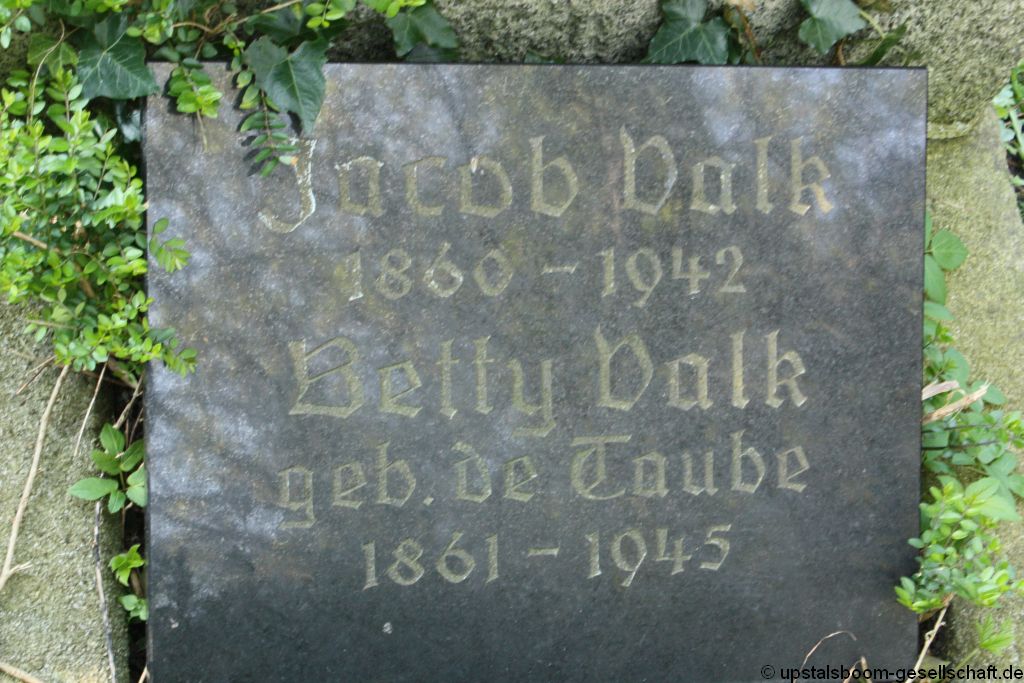 Jacob Valk
1860 - 1942
Betty Valk
geb. de Taube
1861 - 1945
© upstalsboom-gesellschaft.de